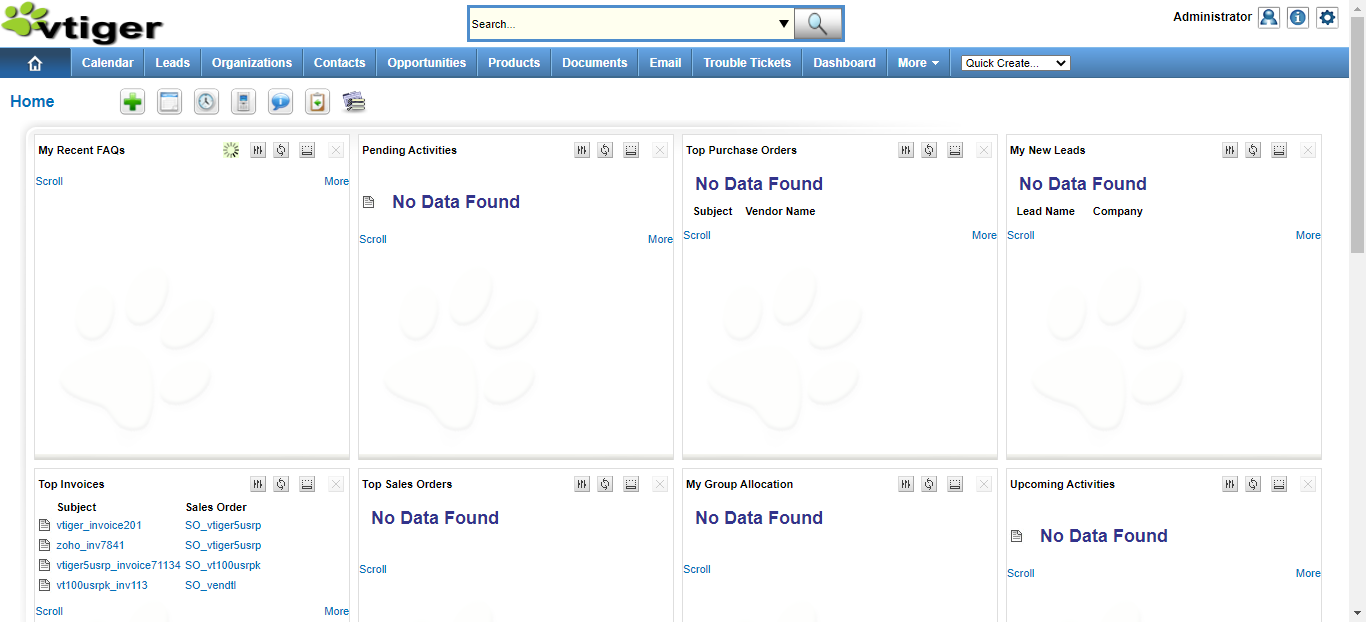 vtiger
Search...
Administrator
Calendar Leads Organizations Contacts Opportunities Products Documents Email Trouble Tickets Dashboard More Quick Create...
Home
My Recent FAQs
Scroll More
Pending Activities
No Data Found
Scroll More
Top Purchase Orders
No Data Found
Subject Vendor Name
Scroll More
My New Leads
No Data Found
Lead Name Company
Scroll More
Top Invoices
Subject Sales Order
vtiger_invoice201 SO_vtiger5usrp
zoho_inv7841 SO_vtiger5usrp
vtiger5usrp_invoice71134 SO_vt100usrpk
vt100usrpk_inv113 SO_vendtl
Scroll More
Top Sales Orders
No Data Found
Scroll
My Group Allocation
No Data Found
Scroll
Upcoming Activities
No Data Found
Scroll More